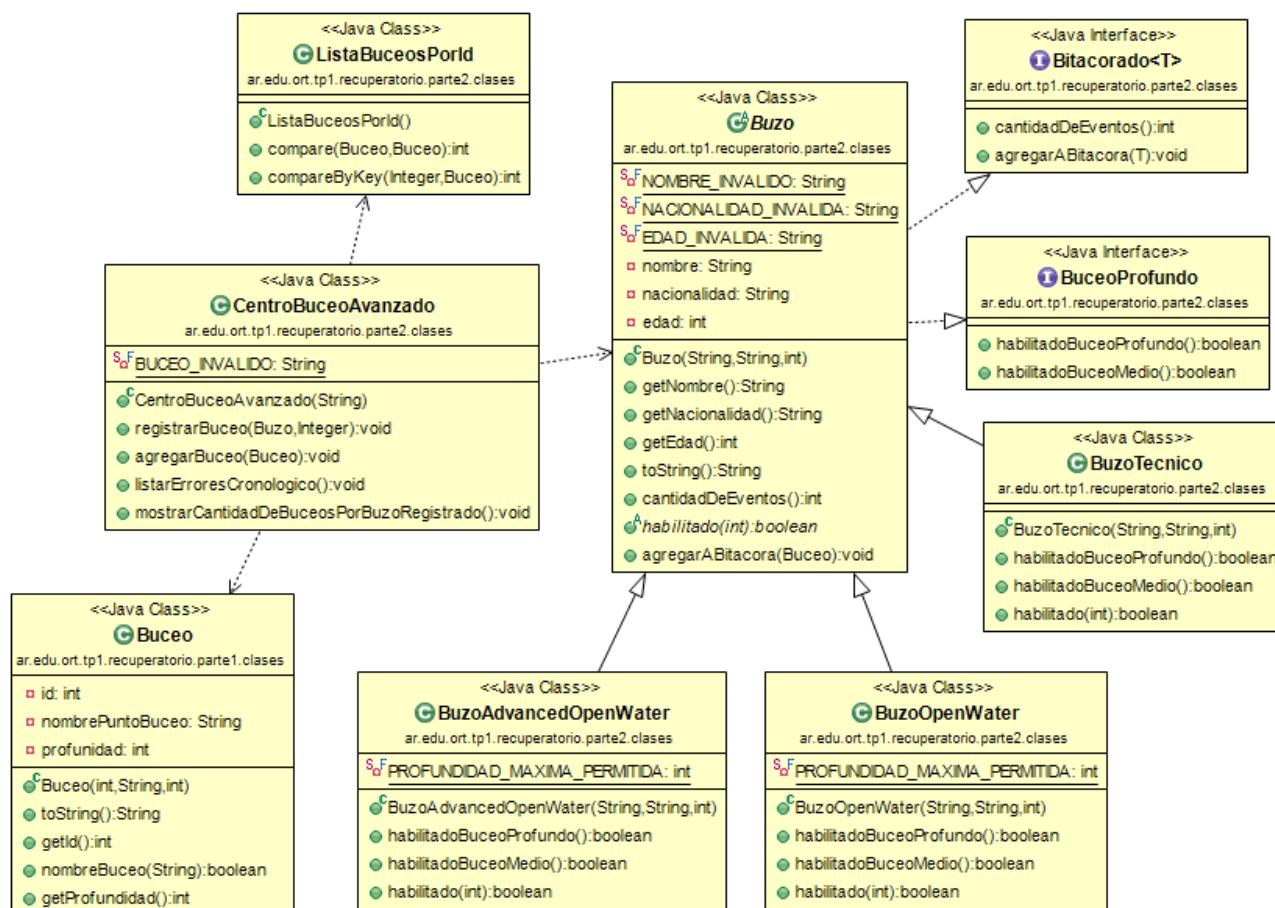 <<Java Class>>
ListaBuceosPorId
ar.edu.ort.tp1.recuperatorio.parte2.clases
ListaBuceosPorId()
compare(Buceo,Buceo):int
compareByKey(Integer,Buceo):int
<<Java Class>>
Buzo
ar.edu.ort.tp1.recuperatorio.parte2.clases
NOMBRE_INVALIDO: String
NACIONALIDAD_INVALIDA: String
EDAD_INVALIDA: String
nombre: String
nacionalidad: String
edad: int
Buzo(String,String,int)
getNombre():String
getNacionalidad():String
getEdad():int
toString():String
cantidadDeEventos():int
habilitado(int):boolean
agregarABitacora(Buceo):void
<<Java Interface>>
Bitacorado<T>
ar.edu.ort.tp1.recuperatorio.parte2.clases
cantidadDeEventos():int
agregarABitacora(T):void
<<Java Interface>>
BuceoProfundo
ar.edu.ort.tp1.recuperatorio.parte2.clases
habilitadoBuceoProfundo():boolean
habilitadoBuceoMedio():boolean
<<Java Class>>
CentroBuceoAvanzado
ar.edu.ort.tp1.recuperatorio.parte2.clases
BUCEO_INVALIDO: String
CentroBuceoAvanzado(String)
registrarBuceo(Buzo,Integer):void
agregarBuceo(Buceo):void
listarErroresCronologico():void
mostrarCantidadDeBuceosPorBuzoRegistrado():void
<<Java Class>>
BuzoTecnico
ar.edu.ort.tp1.recuperatorio.parte2.clases
BuzoTecnico(String,String,int)
habilitadoBuceoProfundo():boolean
habilitadoBuceoMedio():boolean
habilitado(int):boolean
<<Java Class>>
Buceo
ar.edu.ort.tp1.recuperatorio.parte1.clases
id: int
nombrePuntoBuceo: String
profunidad: int
Buceo(int,String,int)
toString():String
getId():int
nombreBuceo(String):boolean
getProfundidad():int
<<Java Class>>
BuzoAdvancedOpenWater
ar.edu.ort.tp1.recuperatorio.parte2.clases
PROFUNDIDAD_MAXIMA_PERMITIDA: int
BuzoAdvancedOpenWater(String,String,int)
habilitadoBuceoProfundo():boolean
habilitadoBuceoMedio():boolean
habilitado(int):boolean
<<Java Class>>
BuzoOpenWater
ar.edu.ort.tp1.recuperatorio.parte2.clases
PROFUNDIDAD_MAXIMA_PERMITIDA: int
BuzoOpenWater(String,String,int)
habilitadoBuceoProfundo():boolean
habilitadoBuceoMedio():boolean
habilitado(int):boolean